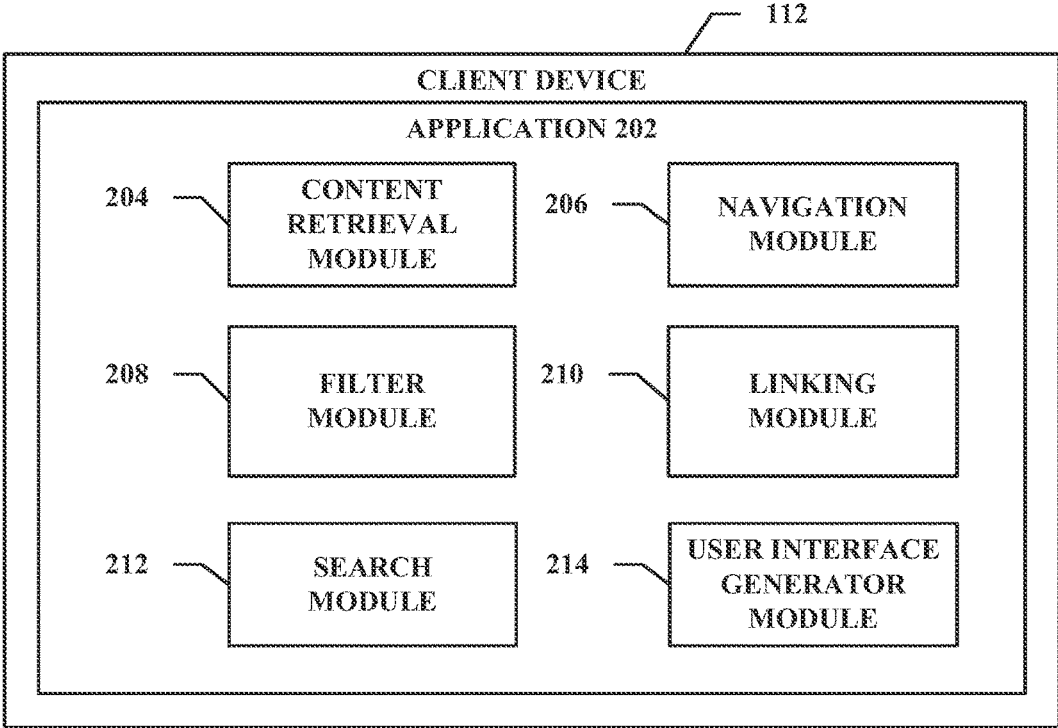 112
CLIENT DEVICE
APPLICATION 202
204
CONTENT
RETRIEVAL
MODULE
206
NAVIGATION
MODULE
208
FILTER
MODULE
210
LINKING
MODULE
212
SEARCH
MODULE
214
USER INTERFACE
GENERATOR
MODULE